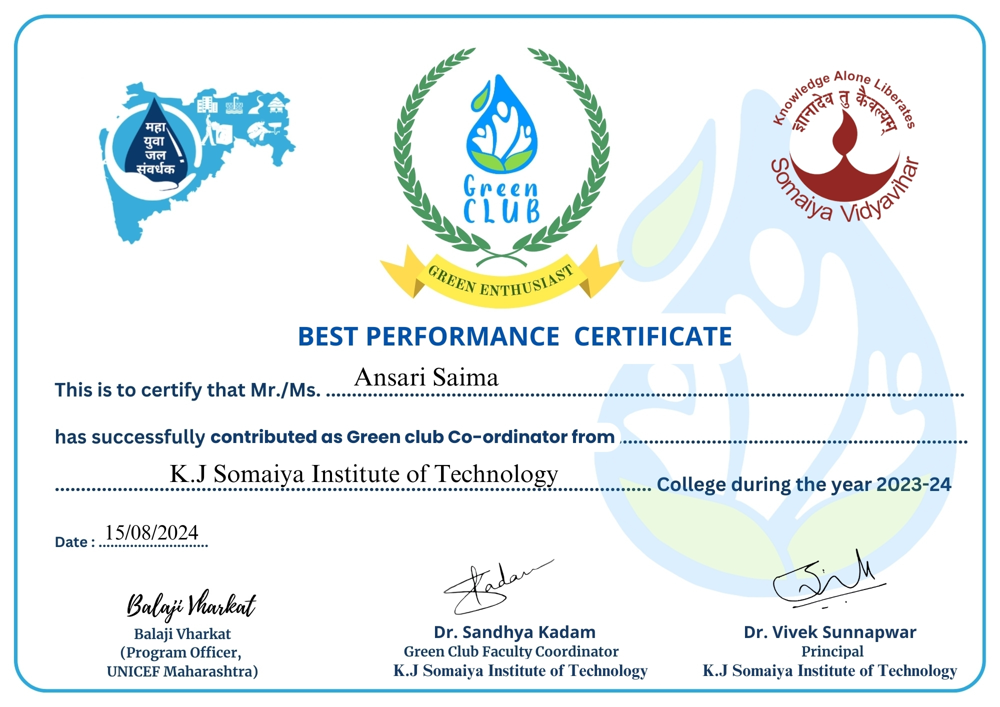 महा
युवा
जल
संवर्धक
Green
CLUB
GREEN ENTHUSIAST
Knowledge Alone Liberates
ज्ञानादेव तु कैवल्यम्
Somaiya Vidyavihar
BEST PERFORMANCE CERTIFICATE
This is to certify that Mr./Ms. Ansari Saima
has successfully contributed as Green club Co-ordinator from
K.J Somaiya Institute of Technology College during the year 2023-24
Date : 15/08/2024
Balaji Vharkat
Balaji Vharkat
(Program Officer,
UNICEF Maharashtra)
SKadam
Dr. Sandhya Kadam
Green Club Faculty Coordinator
K.J Somaiya Institute of Technology
Dr. Vivek Sunnapwar
Principal
K.J Somaiya Institute of Technology